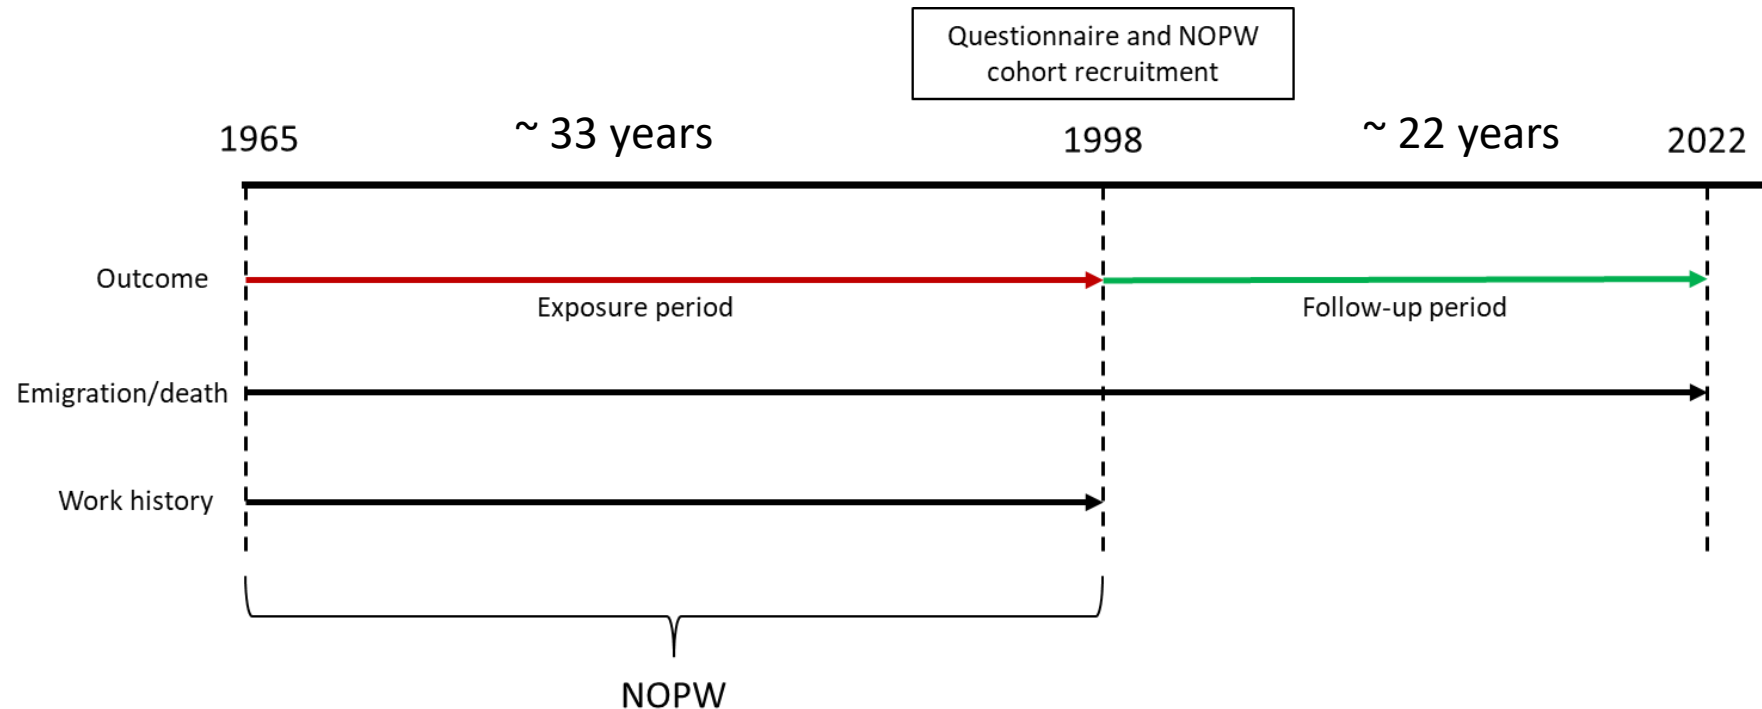 Questionnaire and NOPW
cohort recruitment
1965
~ 33 years
1998
~ 22 years
2022
Outcome
Exposure period
Follow-up period
Emigration/death
Work history
NOPW